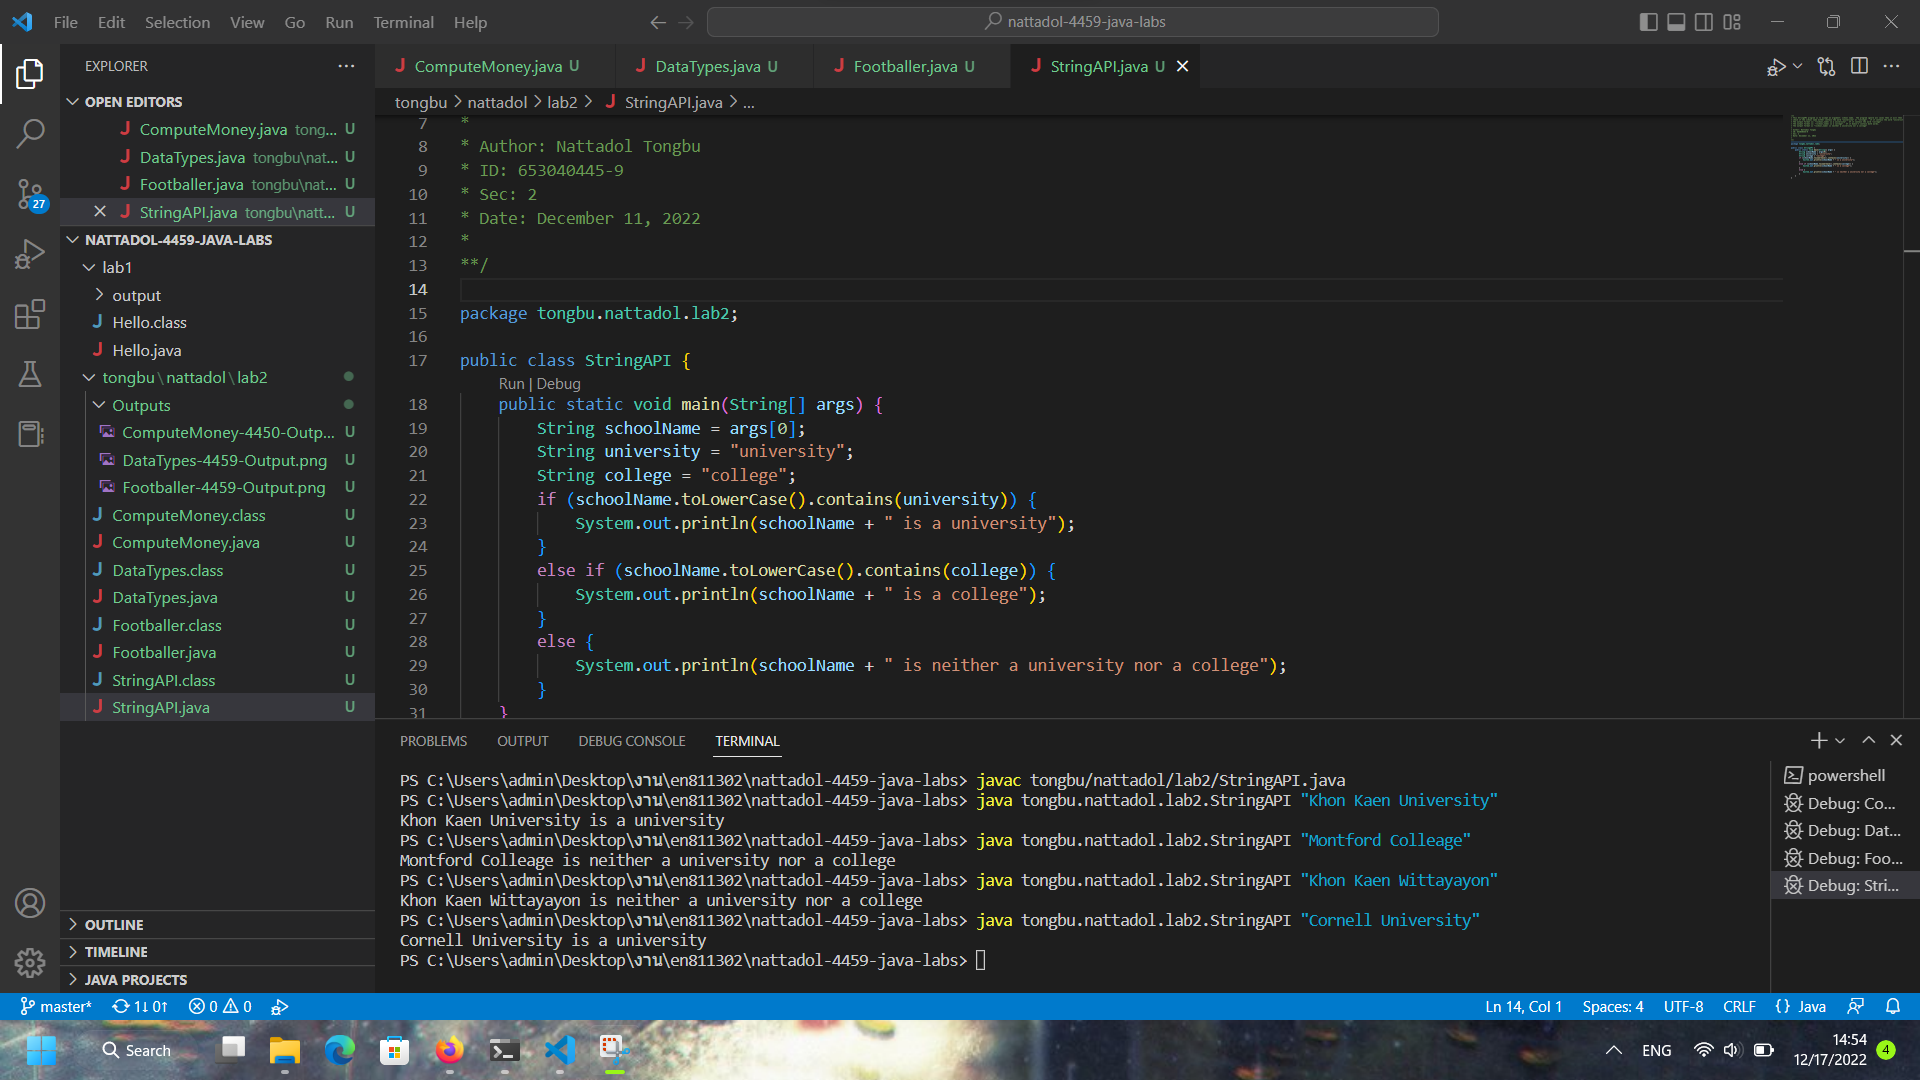 File Edit Selection View Go Run Terminal Help
nattadol-4459-java-labs
EXPLORER
OPEN EDITORS
ComputeMoney.java tong... U
DataTypes.java tongbu\nat... U
Footballer.java tongbu\nat... U
StringAPI.java tongbu\natt... U
27
NATTADOL-4459-JAVA-LABS
lab1
output
Hello.class
Hello.java
tongbu\nattadol\lab2
Outputs
ComputeMoney-4450-Outp... U
DataTypes-4459-Output.png U
Footballer-4459-Output.png U
ComputeMoney.class U
ComputeMoney.java U
DataTypes.class U
DataTypes.java U
Footballer.class U
Footballer.java U
StringAPI.class U
StringAPI.java U
OUTLINE
TIMELINE
JAVA PROJECTS
ComputeMoney.java U DataTypes.java U Footballer.java U StringAPI.java U
tongbu > nattadol > lab2 > StringAPI.java > ...
7 *
8 * Author: Nattadol Tongbu
9 * ID: 653040445-9
10 * Sec: 2
11 * Date: December 11, 2022
12 *
13 **/
14
15 package tongbu.nattadol.lab2;
16
17 public class StringAPI {
Run | Debug
18 public static void main(String[] args) {
19 String schoolName = args[0];
20 String university = "university";
21 String college = "college";
22 if (schoolName.toLowerCase().contains(university)) {
23 System.out.println(schoolName + " is a university");
24 }
25 else if (schoolName.toLowerCase().contains(college)) {
26 System.out.println(schoolName + " is a college");
27 }
28 else {
29 System.out.println(schoolName + " is neither a university nor a college");
30 }
31 }
PROBLEMS OUTPUT DEBUG CONSOLE TERMINAL
PS C:\Users\admin\Desktop\งาน\en811302\nattadol-4459-java-labs> javac tongbu/nattadol/lab2/StringAPI.java
PS C:\Users\admin\Desktop\งาน\en811302\nattadol-4459-java-labs> java tongbu.nattadol.lab2.StringAPI "Khon Kaen University"
Khon Kaen University is a university
PS C:\Users\admin\Desktop\งาน\en811302\nattadol-4459-java-labs> java tongbu.nattadol.lab2.StringAPI "Montford Colleage"
Montford Colleage is neither a university nor a college
PS C:\Users\admin\Desktop\งาน\en811302\nattadol-4459-java-labs> java tongbu.nattadol.lab2.StringAPI "Khon Kaen Wittayayon"
Khon Kaen Wittayayon is neither a university nor a college
PS C:\Users\admin\Desktop\งาน\en811302\nattadol-4459-java-labs> java tongbu.nattadol.lab2.StringAPI "Cornell University"
Cornell University is a university
PS C:\Users\admin\Desktop\งาน\en811302\nattadol-4459-java-labs>
powershell
Debug: Co...
Debug: Dat...
Debug: Foo...
Debug: Stri...
master* 1↓ 0↑ 0 0
Ln 14, Col 1 Spaces: 4 UTF-8 CRLF {} Java
Search
ENG
14:54
12/17/2022
4